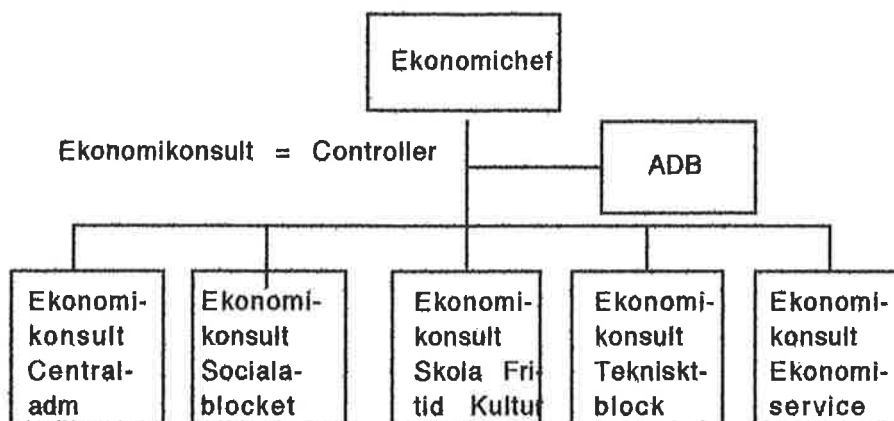 Ekonomichef
Ekonomikonsult = Controller
ADB
Ekonomi-
konsult
Central-
adm
Ekonomi-
konsult
Sociala-
blocket
Ekonomi-
konsult
Skola Fri-
tid Kultur
Ekonomi-
konsult
Tekniskt-
block
Ekonomi-
konsult
Ekonomi-
service